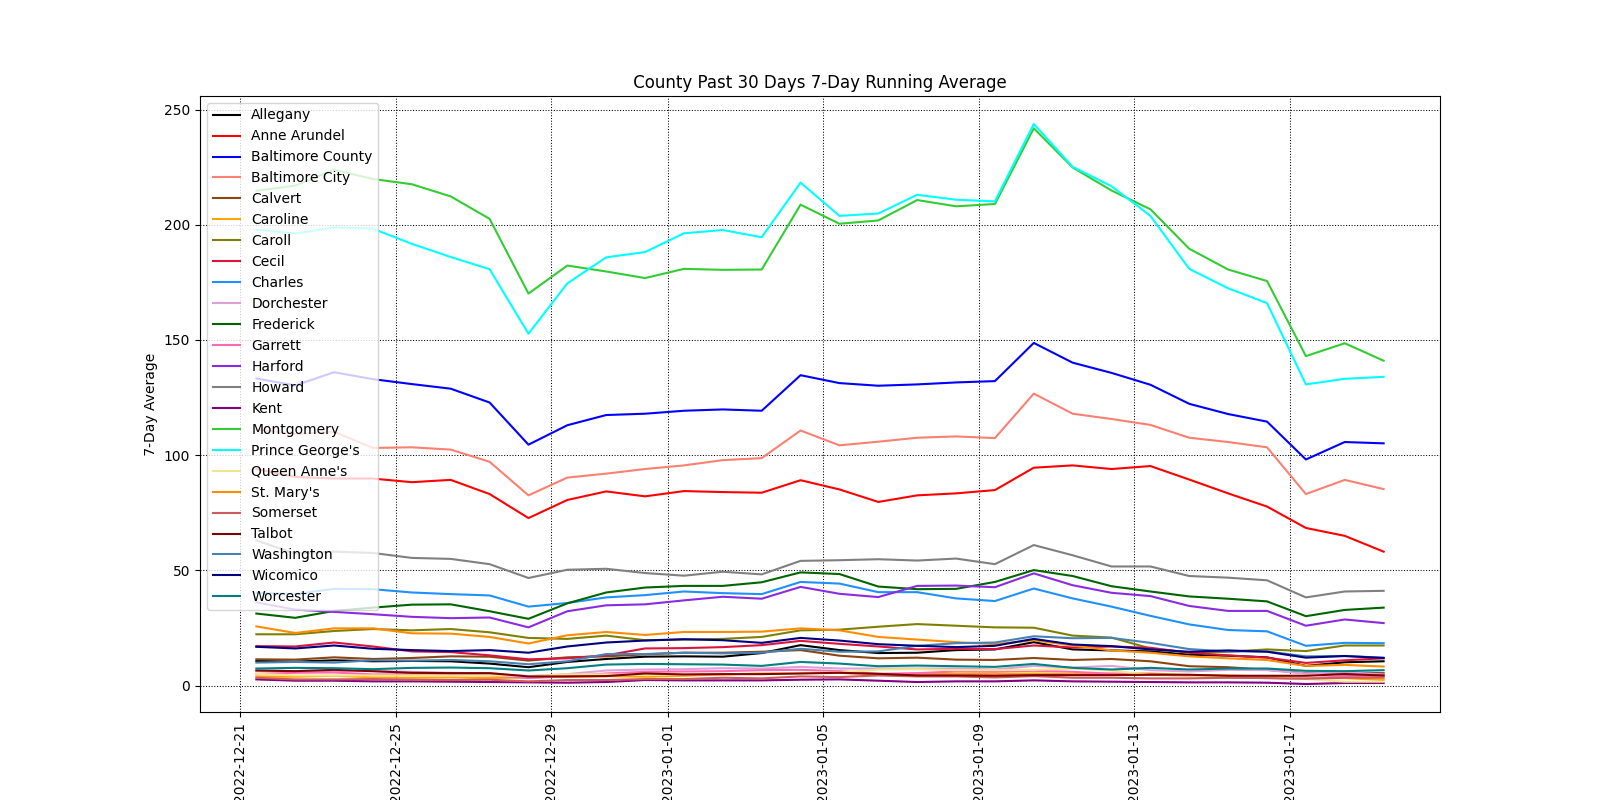 County Past 30 Days 7-Day Running Average
7-Day Average
250
200
150
100
50
0
Allegany
Anne Arundel
Baltimore County
Baltimore City
Calvert
Caroline
Caroll
Cecil
Charles
Dorchester
Frederick
Garrett
Harford
Howard
Kent
Montgomery
Prince George's
Queen Anne's
St. Mary's
Somerset
Talbot
Washington
Wicomico
Worcester
2022-12-21
2022-12-25
2022-12-29
2023-01-01
2023-01-05
2023-01-09
2023-01-13
2023-01-17